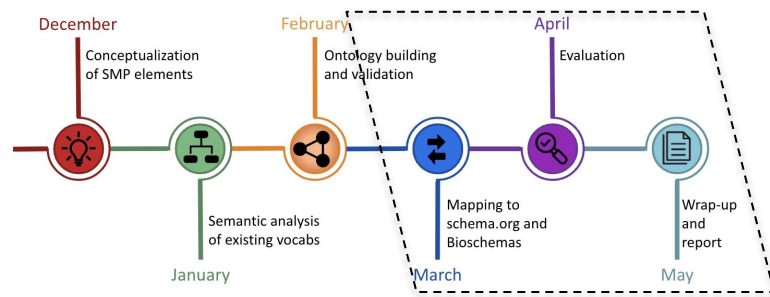 December
Conceptualization
of SMP elements
January
Semantic analysis
of existing vocabs
February
Ontology building
and validation
March
Mapping to
schema.org and
Bioschemas
April
Evaluation
May
Wrap-up
and
report